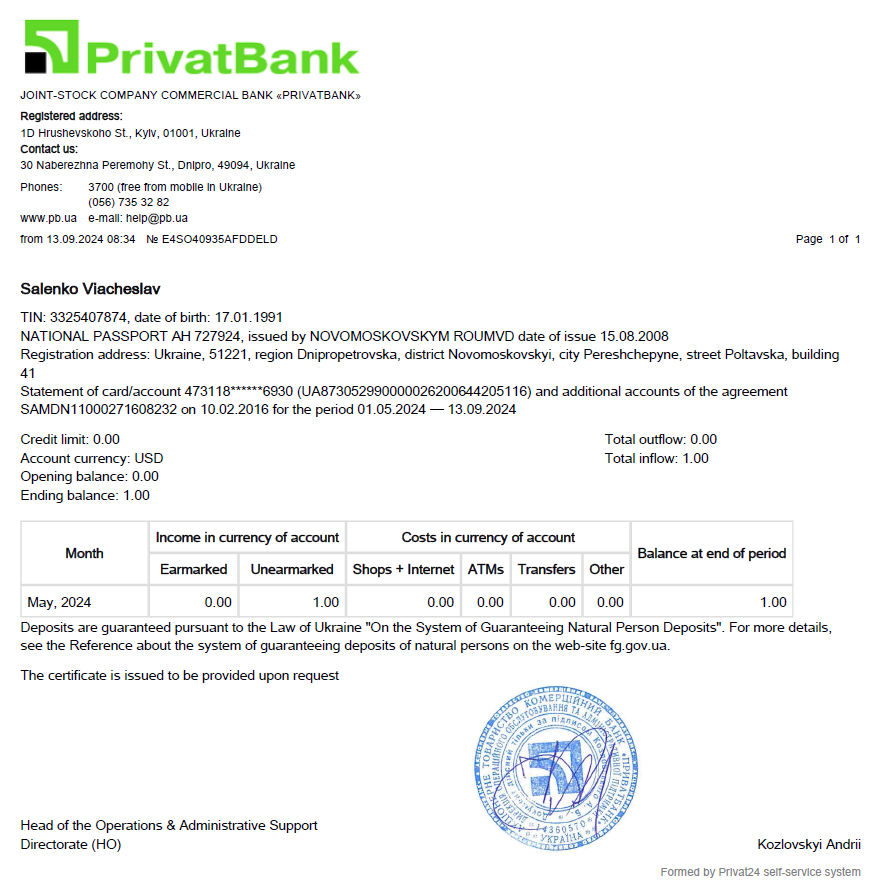 PrivatBank
JOINT-STOCK COMPANY COMMERCIAL BANK «PRIVATBANK»
Registered address:
1D Hrushevskoho St., Kyiv, 01001, Ukraine
Contact us:
30 Naberezhna Peremohy St., Dnipro, 49094, Ukraine
Phones: 3700 (free from mobile in Ukraine)
(056) 735 32 82
www.pb.ua e-mail: help@pb.ua
from 13.09.2024 08:34 № E4SO40935AFDDELD Page 1 of 1
Salenko Viacheslav
TIN: 3325407874, date of birth: 17.01.1991
NATIONAL PASSPORT AH 727924, issued by NOVOMOSKOVSKYM ROUMVD date of issue 15.08.2008
Registration address: Ukraine, 51221, region Dnipropetrovska, district Novomoskovskyi, city Pereshchepyne, street Poltavska, building
41
Statement of card/account 473118******6930 (UA873052990000026200644205116) and additional accounts of the agreement
SAMDN11000271608232 on 10.02.2016 for the period 01.05.2024 — 13.09.2024
Credit limit: 0.00 Total outflow: 0.00
Account currency: USD Total inflow: 1.00
Opening balance: 0.00
Ending balance: 1.00
Month Income in currency of account Costs in currency of account Balance at end of period
Earmarked Unearmarked Shops + Internet ATMs Transfers Other
May, 2024 0.00 1.00 0.00 0.00 0.00 0.00 1.00
Deposits are guaranteed pursuant to the Law of Ukraine "On the System of Guaranteeing Natural Person Deposits". For more details,
see the Reference about the system of guaranteeing deposits of natural persons on the web-site fg.gov.ua.
The certificate is issued to be provided upon request
ТОВАРИСТВО КОМЕРЦІЙНИЙ БАНК «ПРИВАТБАНК»
14360570
УКРАЇНА
Head of the Operations & Administrative Support
Directorate (HO) Kozlovskyi Andrii
Formed by Privat24 self-service system